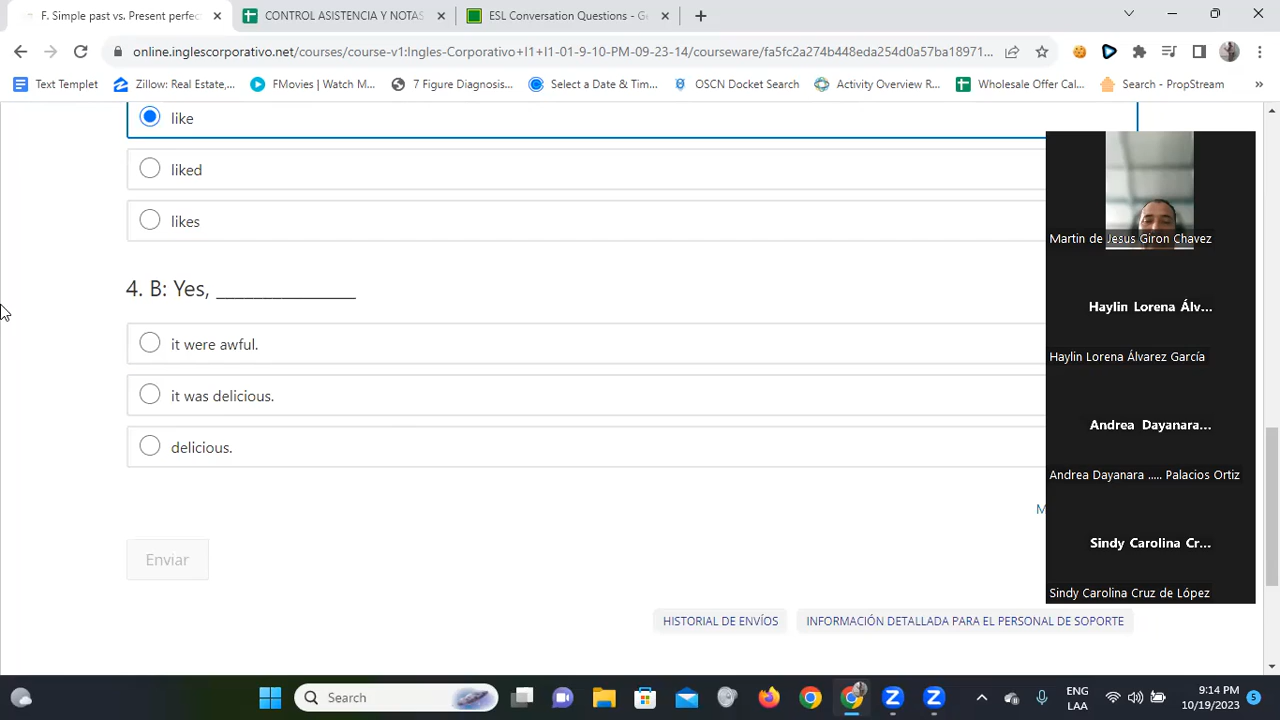 F. Simple past vs. Present perfec
CONTROL ASISTENCIA Y NOTAS
ESL Conversation Questions - Ge
online.inglescorporativo.net/courses/course-v1:Ingles-Corporativo+I1+I1-01-9-10-PM-09-23-14/courseware/fa5fc2a274b448eda254d0a57ba18971...
Text Templet
Zillow: Real Estate,...
FMovies | Watch M...
7 Figure Diagnosis...
Select a Date & Tim...
OSCN Docket Search
Activity Overview R...
Wholesale Offer Cal...
Search - PropStream
»
like
liked
likes
4. B: Yes, _______________
it were awful.
it was delicious.
delicious.
M
Enviar
HISTORIAL DE ENVÍOS
INFORMACIÓN DETALLADA PARA EL PERSONAL DE SOPORTE
Martin de Jesus Giron Chavez
Haylin Lorena Álv...
Haylin Lorena Álvarez García
Andrea Dayanara...
Andrea Dayanara ..... Palacios Ortiz
Sindy Carolina Cr...
Sindy Carolina Cruz de López
Search
ENG
LAA
9:14 PM
10/19/2023
5